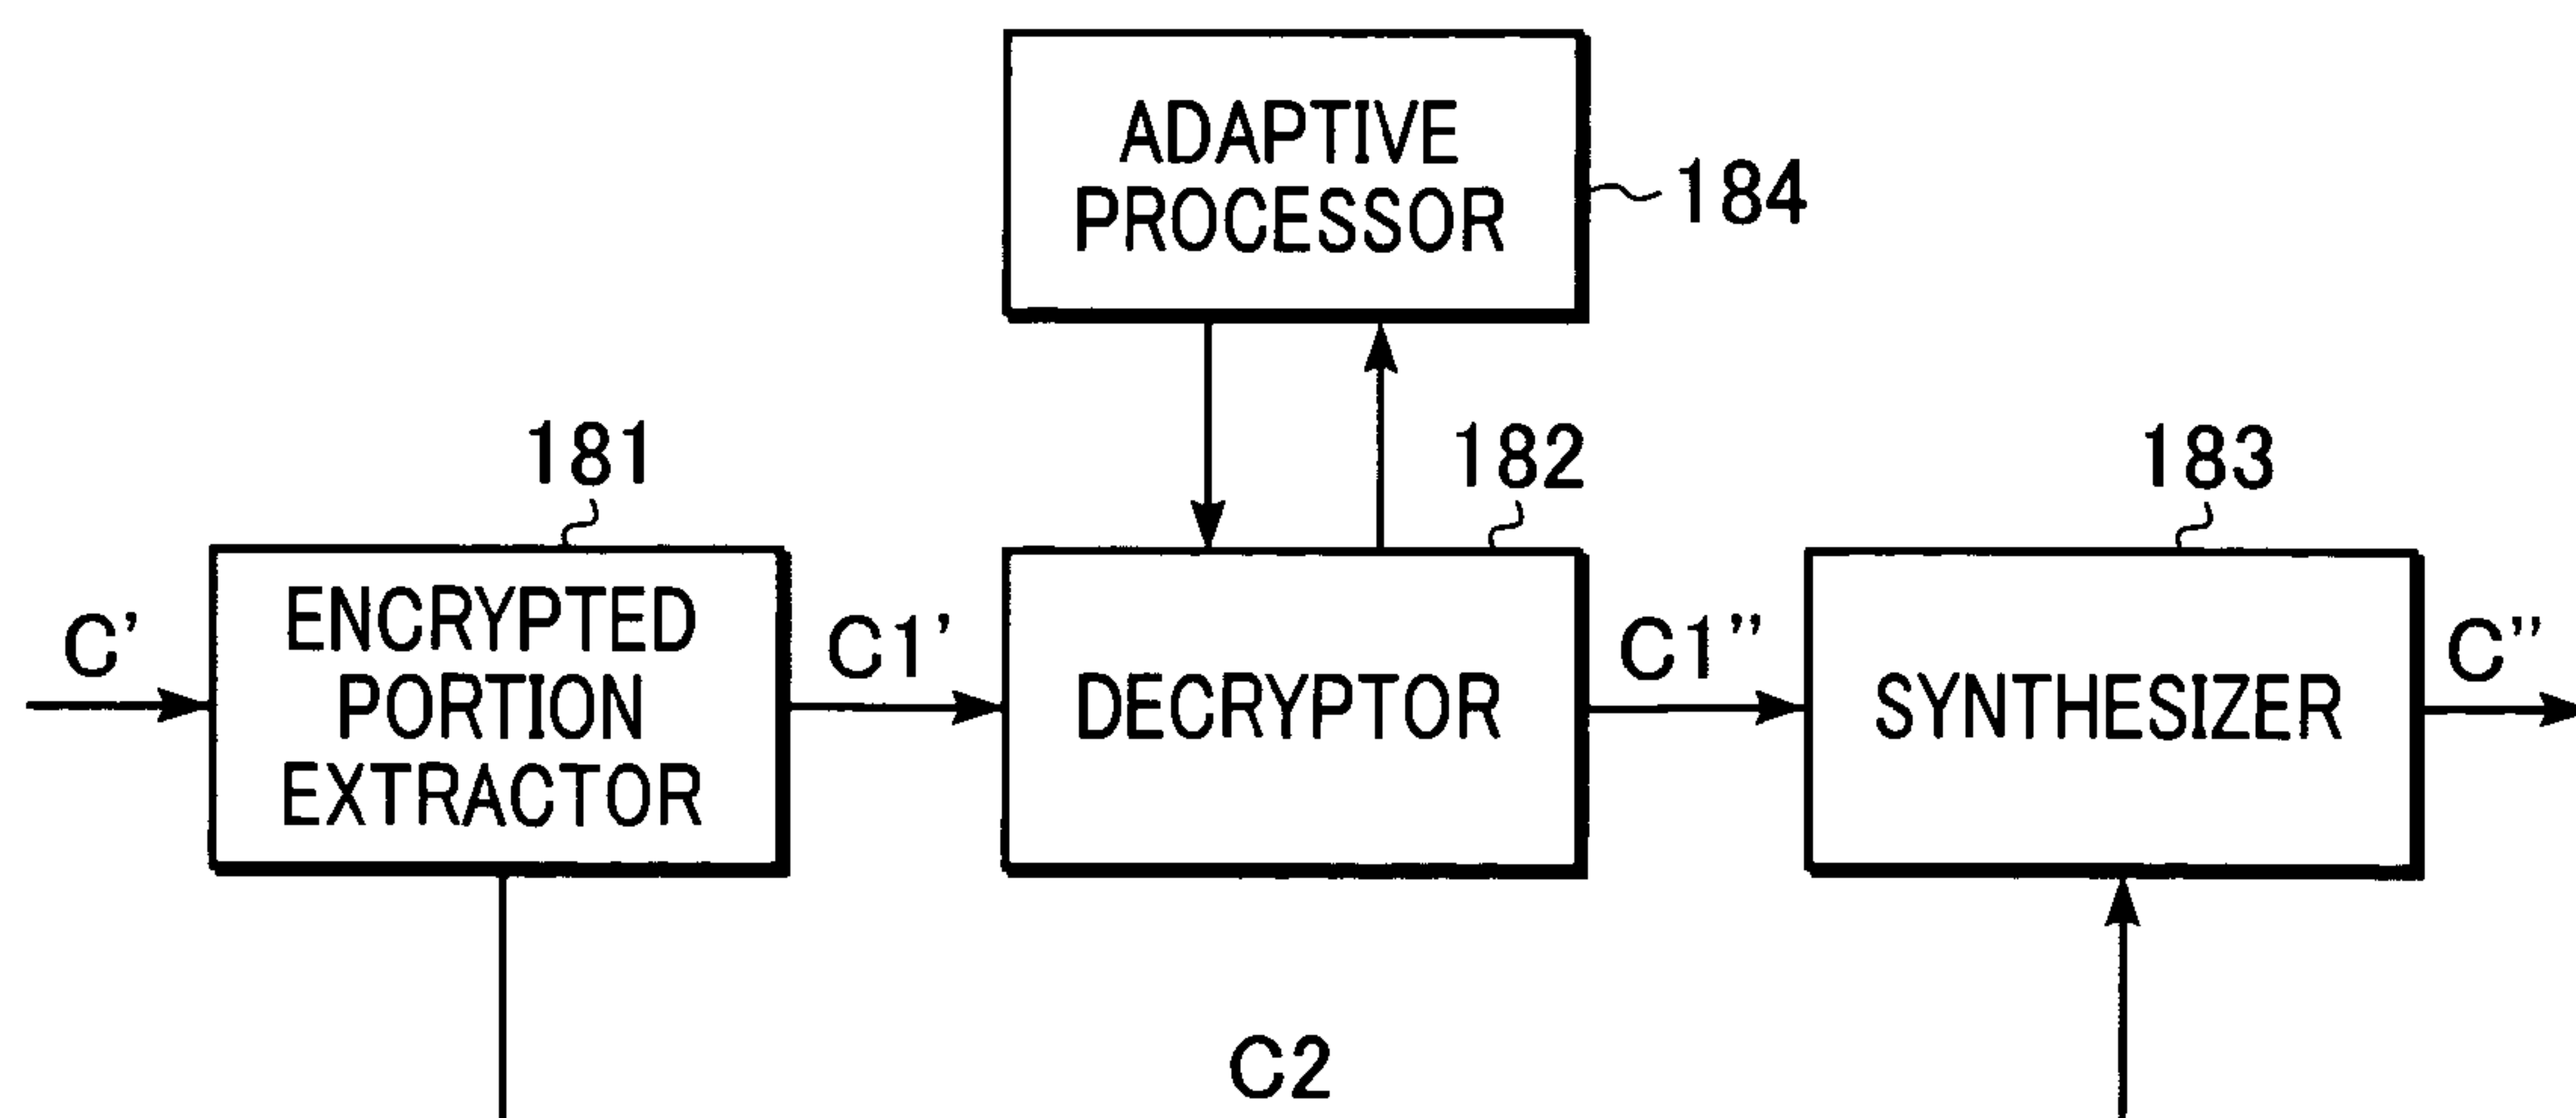 ADAPTIVE
PROCESSOR
184
181
182
183
C'
ENCRYPTED
PORTION
EXTRACTOR
C1'
DECRYPTOR
C1"
SYNTHESIZER
C"
C2